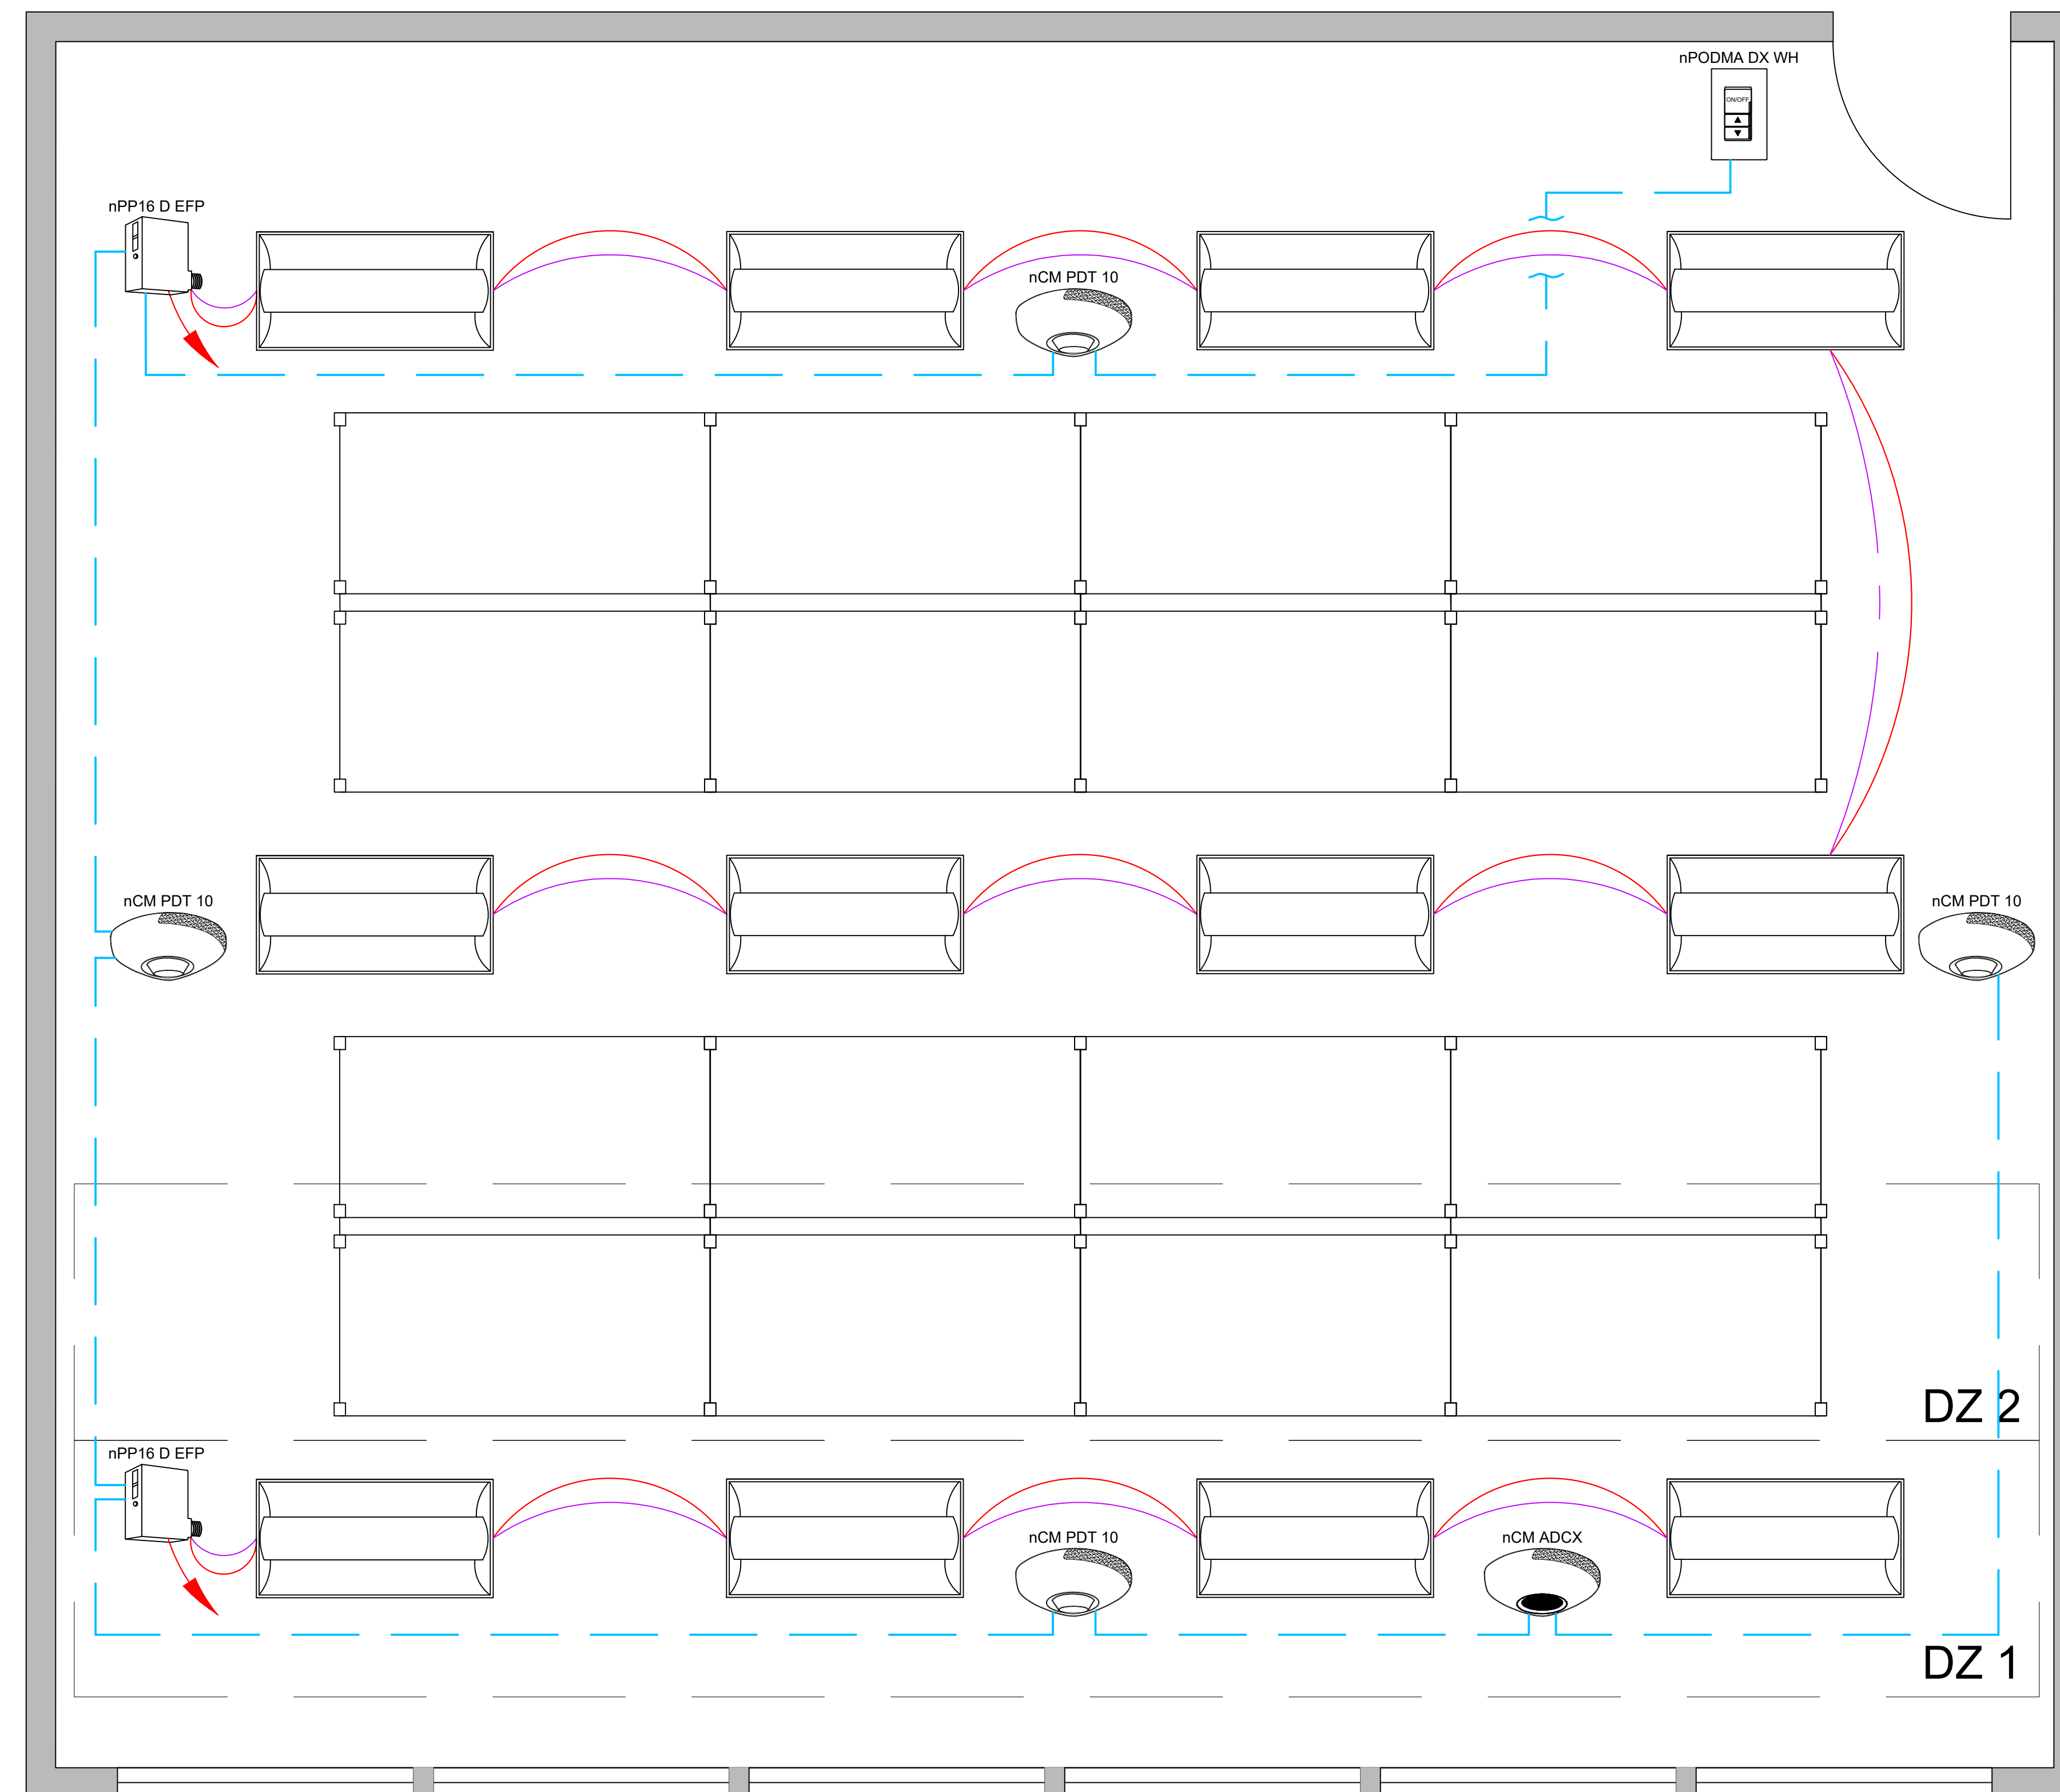 nPODMA DX WH
ON/OFF
nPP16 D EFP
nCM PDT 10
nCM PDT 10
nCM PDT 10
DZ 2
nPP16 D EFP
nCM PDT 10
nCM ADCX
DZ 1